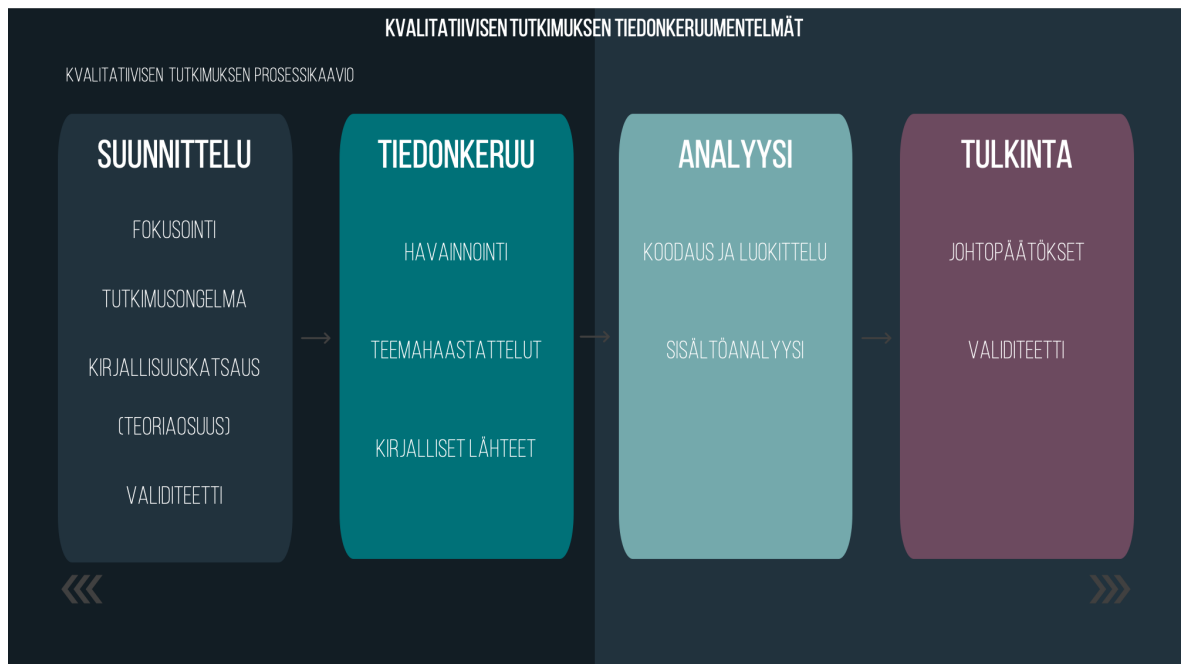 KVALITATIIVISEN TUTKIMUKSEN TIEDONKERUUMENTELMÄT
KVALITATIIVISEN TUTKIMUKSEN PROSESSIKAAVIO
SUUNNITTELU
FOKUSOINTI
TUTKIMUSONGELMA
KIRJALLISUUSKATSAUS
(TEORIAOSUUS)
VALIDITEETTI
TIEDONKERUU
HAVAINNOINTI
TEEMAHAASTATTELUT
KIRJALLISET LÄHTEET
ANALYYSI
KOODAUS JA LUOKITTELU
SISÄLTÖANALYYSI
TULKINTA
JOHTOPÄÄTÖKSET
VALIDITEETTI